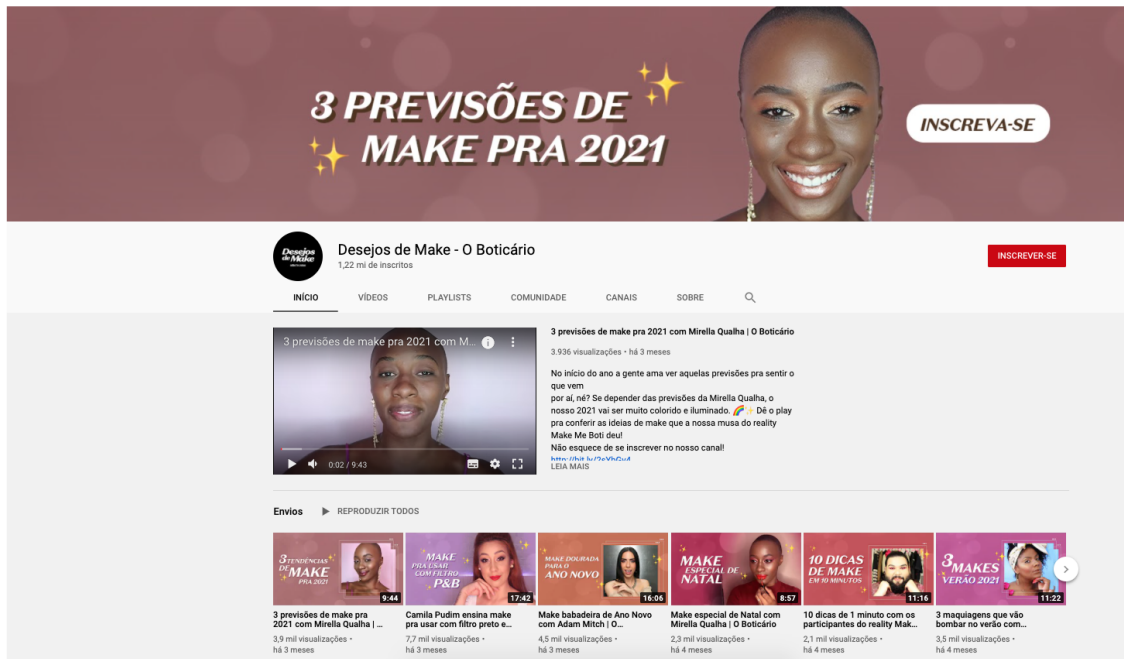 3 PREVISÕES DE
MAKE PRA 2021
INSCREVA-SE
Desejos
de Make
Desejos de Make - O Boticário
1,22 mi de inscritos
INSCREVER-SE
INÍCIO VÍDEOS PLAYLISTS COMUNIDADE CANAIS SOBRE
3 previsões de make pra 2021 com M...
0:02 / 9:43
3 previsões de make pra 2021 com Mirella Qualha | O Boticário
3.936 visualizações • há 3 meses
No início do ano a gente ama ver aquelas previsões pra sentir o
que vem
por aí, né? Se depender das previsões da Mirella Qualha, o
nosso 2021 vai ser muito colorido e iluminado. 🌈✨ Dê o play
pra conferir as ideias de make que a nossa musa do reality
Make Me Boti deu!
Não esquece de se inscrever no nosso canal!
LEIA MAIS
Envios REPRODUZIR TODOS
3 TENDÊNCIAS
DE MAKE
PRA 2021
9:44
3 previsões de make pra
2021 com Mirella Qualha | ...
3,9 mil visualizações •
há 3 meses
MAKE
PRA USAR
COM FILTRO
P&B
17:42
Camila Pudim ensina make
pra usar com filtro preto e...
7,7 mil visualizações •
há 3 meses
MAKE DOURADA
PARA O
ANO NOVO
16:06
Make babadeira de Ano Novo
com Adam Mitch | O...
4,5 mil visualizações •
há 3 meses
MAKE
ESPECIAL DE
NATAL
8:57
Make especial de Natal com
Mirella Qualha | O Boticário
2,3 mil visualizações •
há 4 meses
10 DICAS
DE MAKE
EM 10 MINUTOS
11:16
10 dicas de 1 minuto com os
participantes do reality Mak...
2,1 mil visualizações •
há 4 meses
3 MAKES
VERÃO 2021
11:22
3 maquiagens que vão
bombar no verão com...
3,5 mil visualizações •
há 4 meses